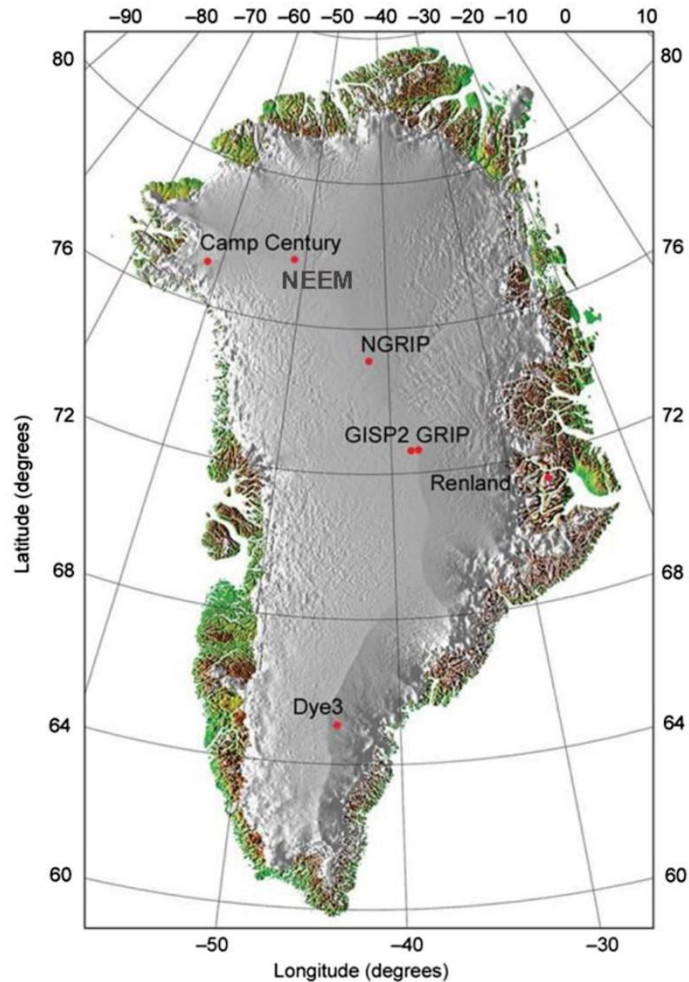 −90 −80 −70 −60 −50 −40 −30 −20 −10 0 10
80 80
Camp Century
76 76
NEEM
NGRIP
72 72
GISP2 GRIP
Renland
Latitude (degrees)
68 68
Dye3
64 64
60 60
−50 −40 −30
Longitude (degrees)